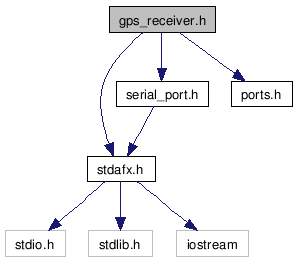 gps_receiver.h
serial_port.h
ports.h
stdafx.h
stdio.h
stdlib.h
iostream